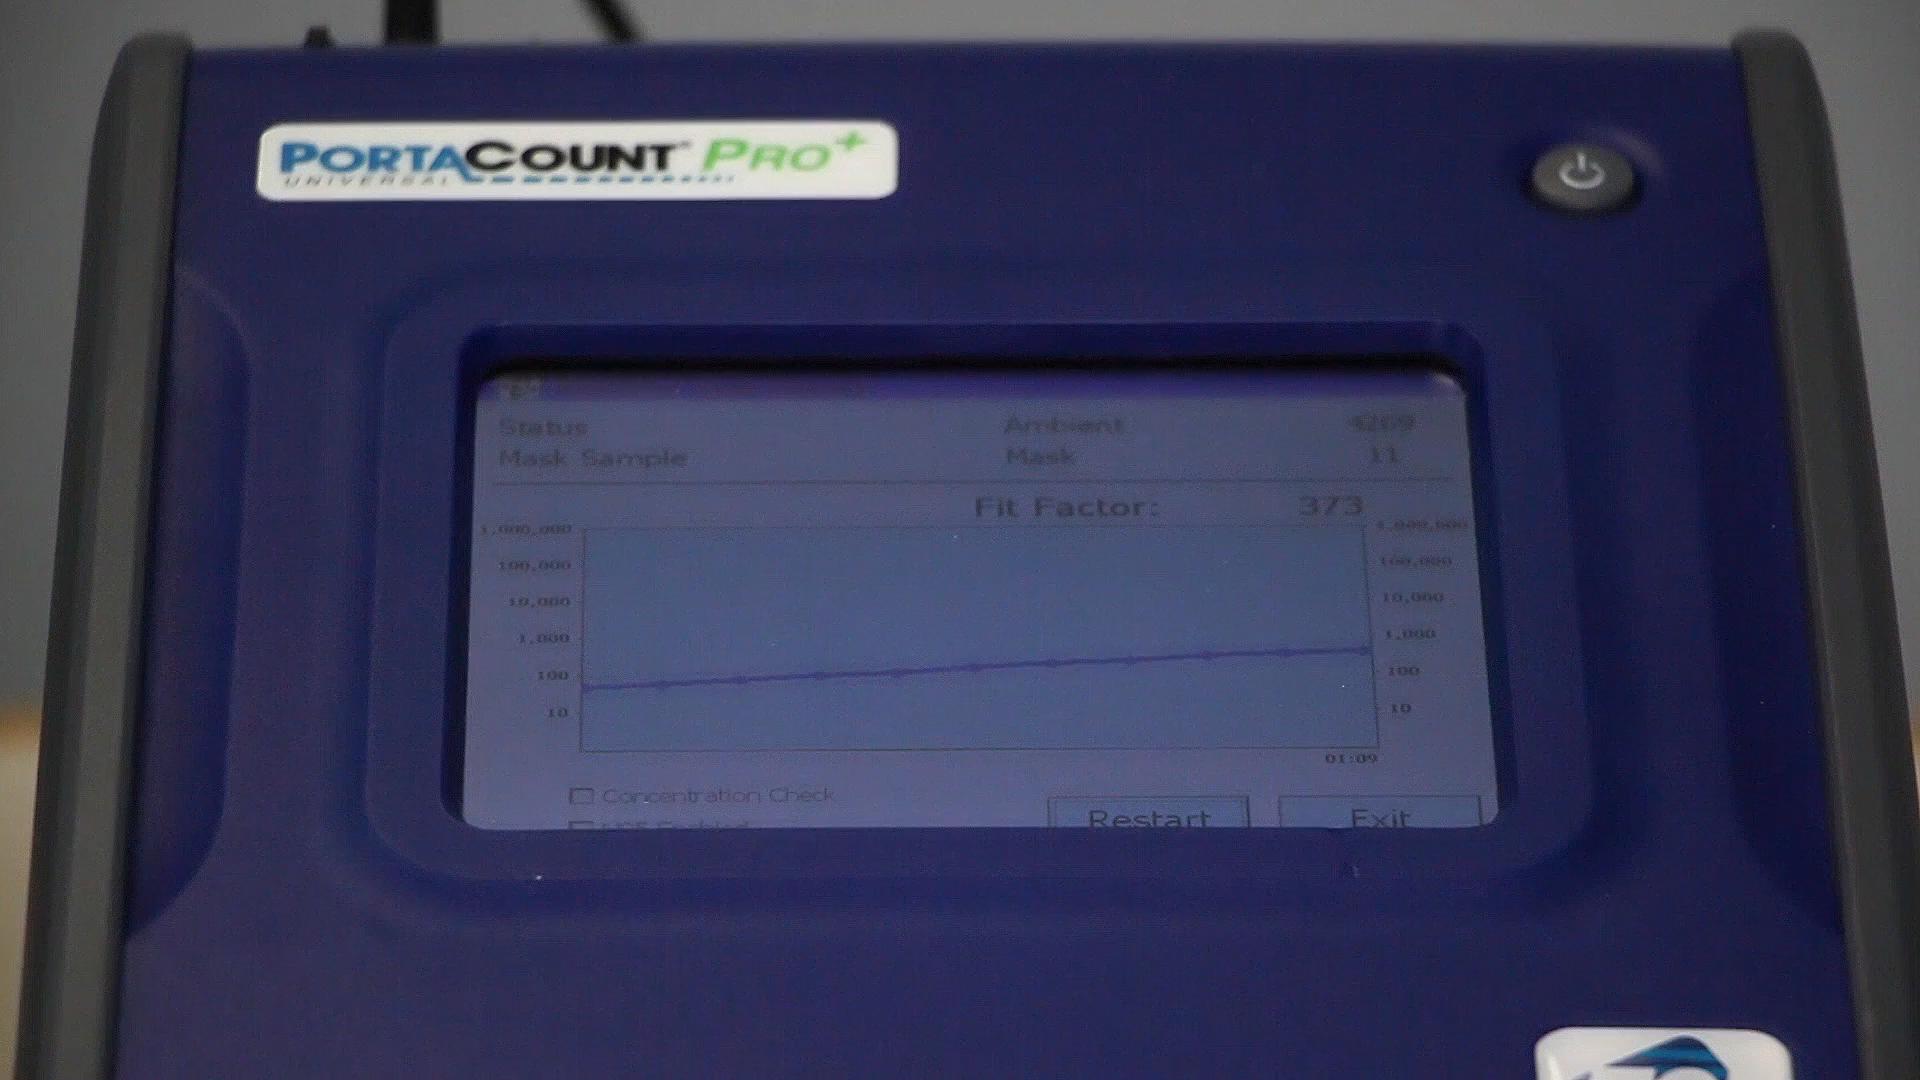 PORTACOUNT PRO+
UNIVERSAL
Status Ambient 4269
Mask Sample Mask 11
Fit Factor: 373
1,000,000 1,000,000
100,000 100,000
10,000 10,000
1,000 1,000
100 100
10 10
01:09
Concentration Check
Restart Exit
Enabled